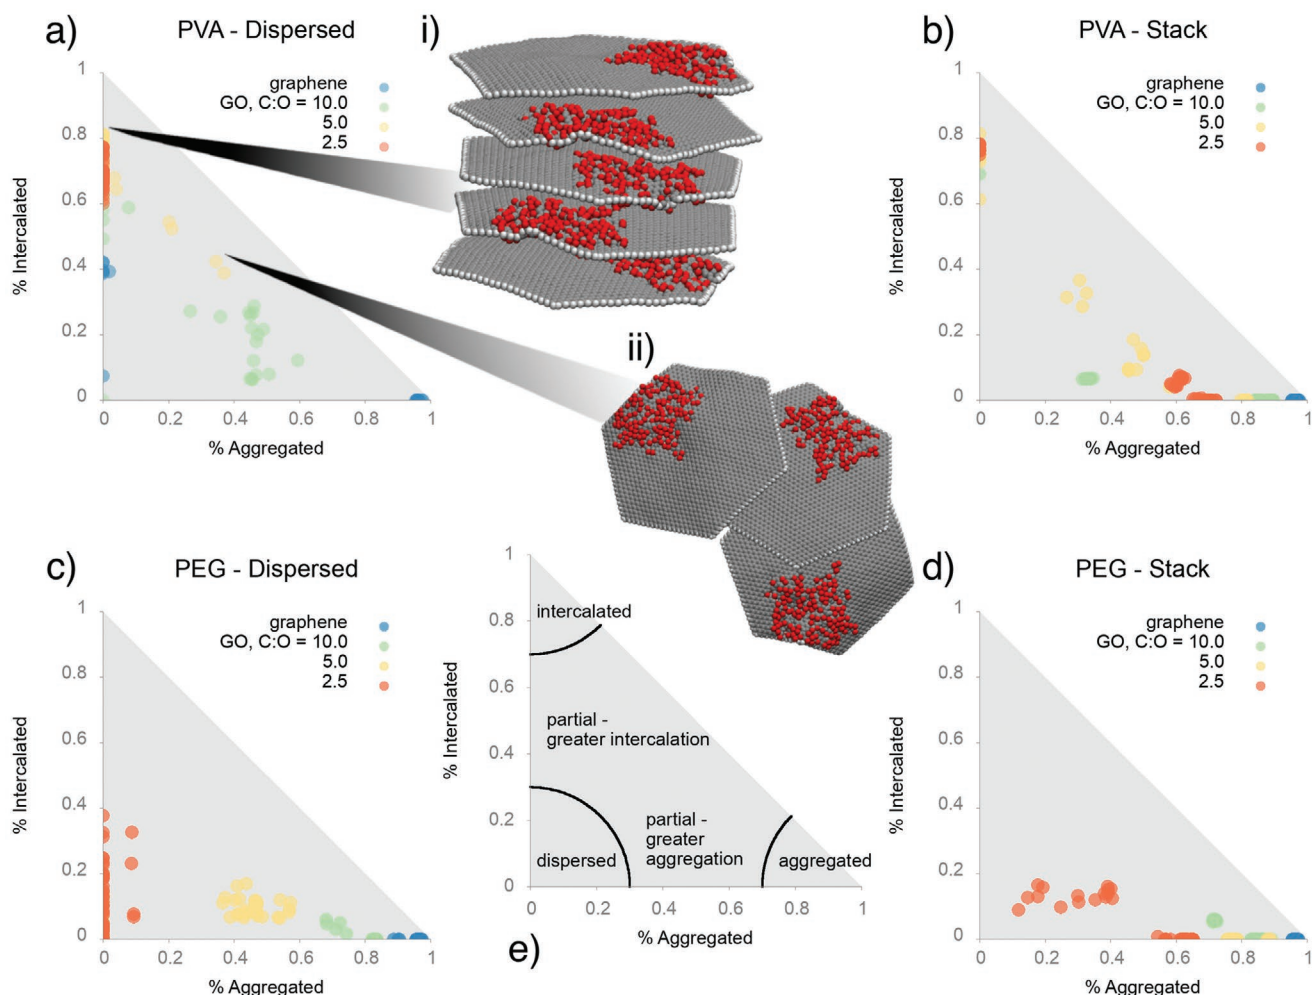 a)
PVA - Dispersed
1
0.8
0.6
0.4
0.2
0
% Intercalated
graphene
GO, C:O = 10.0
5.0
2.5
0
0.2
0.4
0.6
0.8
1
% Aggregated
i)
ii)
b)
PVA - Stack
1
0.8
0.6
0.4
0.2
0
% Intercalated
graphene
GO, C:O = 10.0
5.0
2.5
0
0.2
0.4
0.6
0.8
1
% Aggregated
c)
PEG - Dispersed
1
0.8
0.6
0.4
0.2
0
% Intercalated
graphene
GO, C:O = 10.0
5.0
2.5
0
0.2
0.4
0.6
0.8
1
% Aggregated
1
0.8
0.6
0.4
0.2
0
% Intercalated
intercalated
partial -
greater intercalation
partial -
greater
aggregation
dispersed
aggregated
0
0.2
0.4
0.6
0.8
1
% Aggregated
e)
d)
PEG - Stack
1
0.8
0.6
0.4
0.2
0
% Intercalated
graphene
GO, C:O = 10.0
5.0
2.5
0
0.2
0.4
0.6
0.8
1
% Aggregated